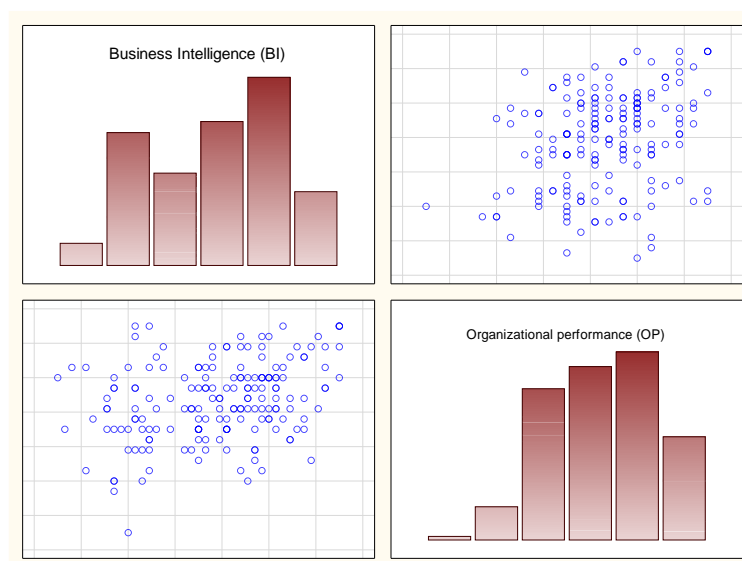 Business Intelligence (BI)
Organizational performance (OP)